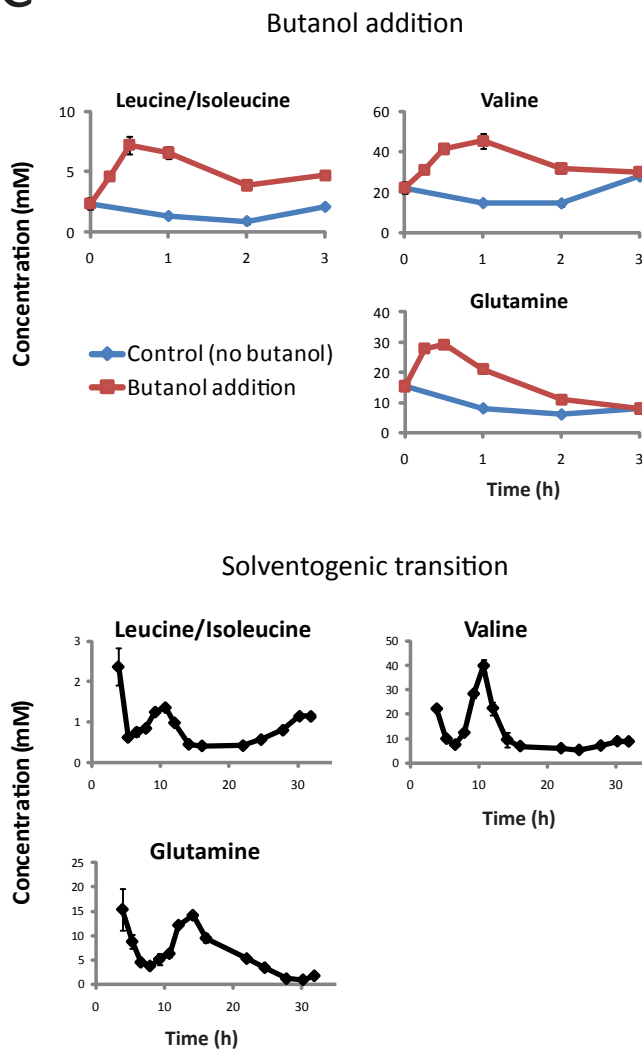 C
Butanol addition
Leucine/Isoleucine
Valine
10
5
0
0 1 2 3
60
40
20
0
0 1 2 3
Concentration (mM)
Control (no butanol)
Butanol addition
Glutamine
40
30
20
10
0
0 1 2 3
Time (h)
Solventogenic transition
Leucine/Isoleucine
Valine
3
2
1
0
0 10 20 30
50
40
30
20
10
0
0 10 20 30
Time (h)
Concentration (mM)
Glutamine
25
20
15
10
5
0
0 10 20 30
Time (h)